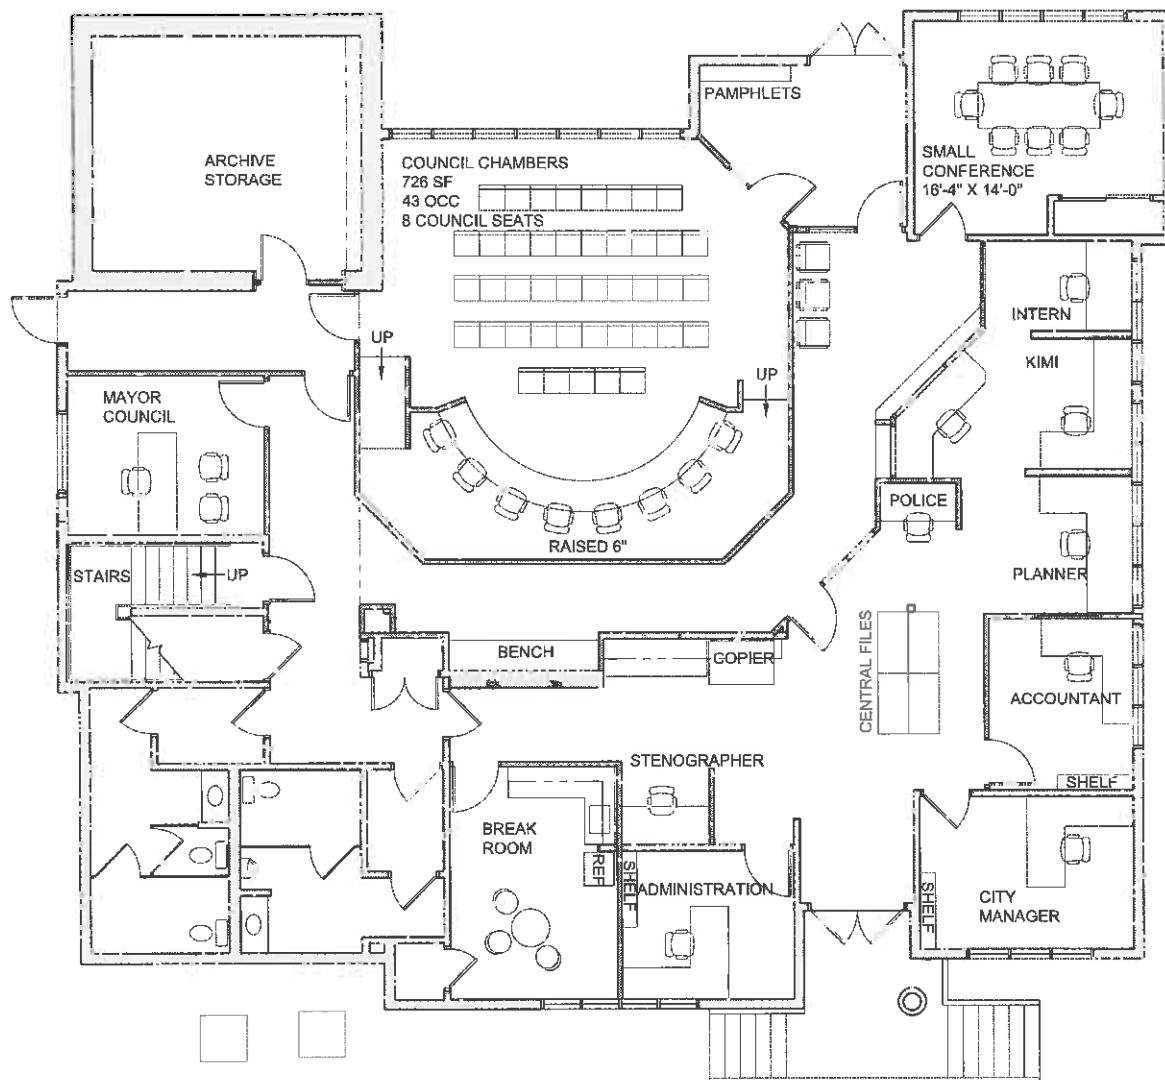 PAMPHLETS
ARCHIVE
STORAGE
COUNCIL CHAMBERS
726 SF
43 OCC
8 COUNCIL SEATS
SMALL
CONFERENCE
16'-4" X 14'-0"
INTERN
UP
KIMI
UP
MAYOR
COUNCIL
POLICE
RAISED 6"
STAIRS
UP
PLANNER
BENCH
COPIER
CENTRAL FILES
ACCOUNTANT
STENOGRAPHER
SHELF
BREAK
ROOM
REF
SHELF
ADMINISTRATION
SHELF
CITY
MANAGER